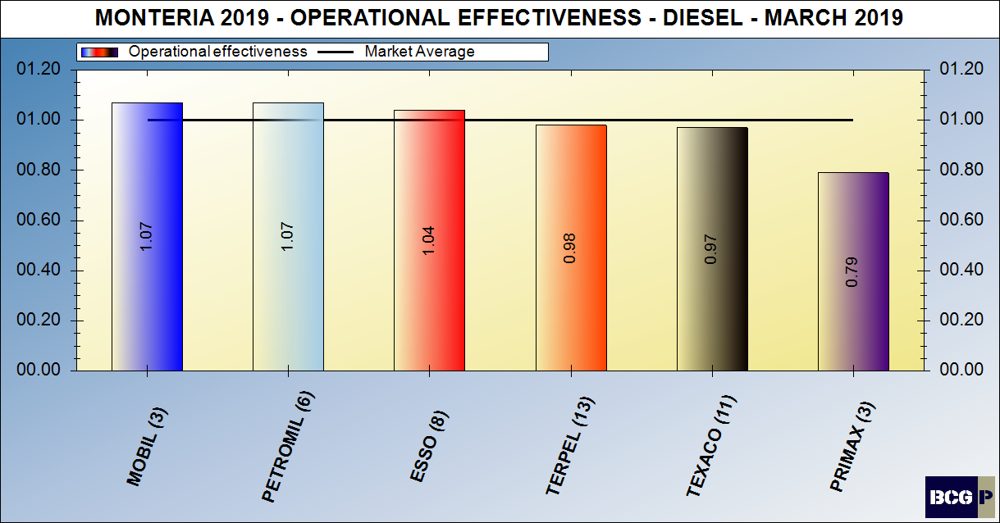 MONTERIA 2019 - OPERATIONAL EFFECTIVENESS - DIESEL - MARCH 2019
Operational effectiveness Market Average
01.20 01.20
01.00 01.00
00.80 00.80
00.60 00.60
00.40 00.40
00.20 00.20
00.00 00.00
1.07 1.07 1.04 0.98 0.97 0.79
MOBIL (3) PETROMIL (6) ESSO (8) TERPEL (13) TEXACO (11) PRIMAX (3)
BCG P